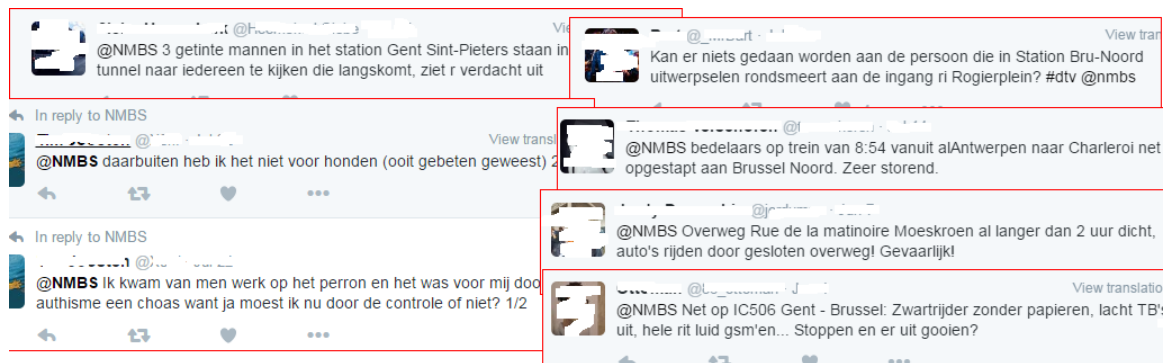 @NMBS 3 getinte mannen in het station Gent Sint-Pieters staan in
tunnel naar iedereen te kijken die langskomt, ziet r verdacht uit
In reply to NMBS
View transl
@NMBS daarbuiten heb ik het niet voor honden (ooit gebeten geweest) 2
In reply to NMBS
@NMBS Ik kwam van men werk op het perron en het was voor mij doo
authisme een choas want ja moest ik nu door de controle of niet? 1/2
View tran
Kan er niets gedaan worden aan de persoon die in Station Bru-Noord
uitwerpselen rondsmeert aan de ingang ri Rogierplein? #dtv @nmbs
@NMBS bedelaars op trein van 8:54 vanuit alAntwerpen naar Charleroi net
opgestapt aan Brussel Noord. Zeer storend.
@NMBS Overweg Rue de la matinoire Moeskroen al langer dan 2 uur dicht,
auto's rijden door gesloten overweg! Gevaarlijk!
View translatio
@NMBS Net op IC506 Gent - Brussel: Zwartrijder zonder papieren, lacht TB's
uit, hele rit luid gsm'en... Stoppen en er uit gooien?